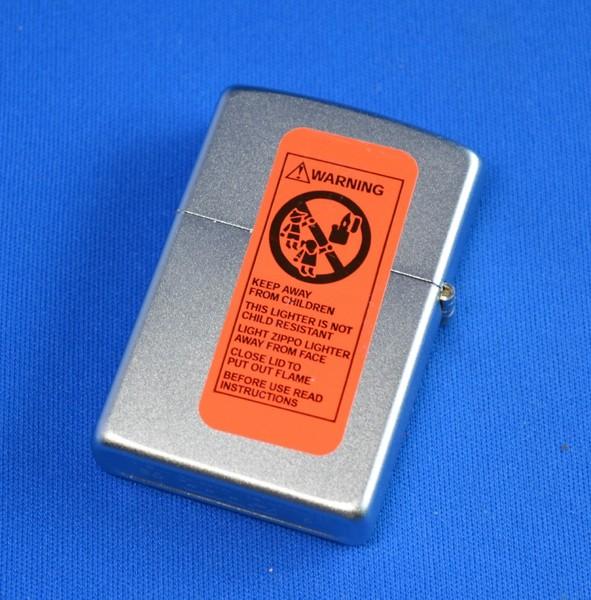 WARNING
KEEP AWAY
FROM CHILDREN
THIS LIGHTER IS NOT
CHILD RESISTANT
LIGHT ZIPPO LIGHTER
AWAY FROM FACE
CLOSE LID TO
PUT OUT FLAME
BEFORE USE READ
INSTRUCTIONS